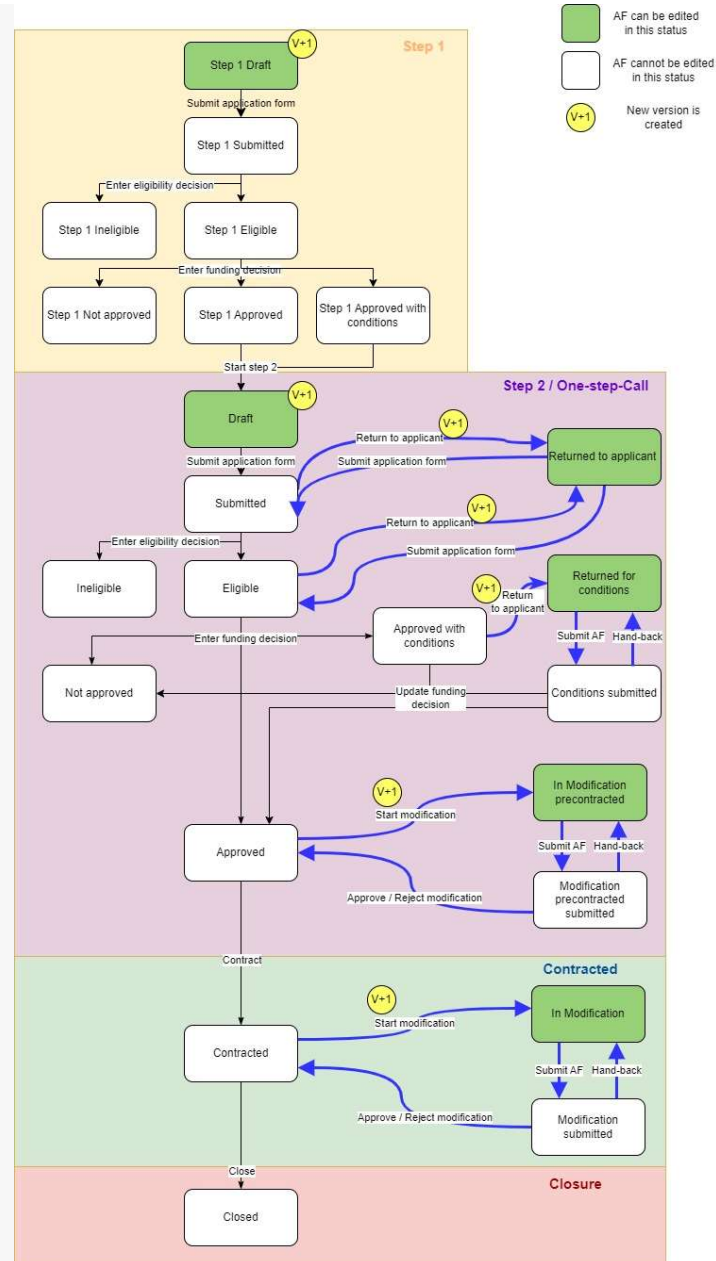 AF can be edited
in this status
AF cannot be edited
in this status
V+1
New version is
created
Step 1
V+1
Step 1 Draft
Submit application form
Step 1 Submitted
Enter eligibility decision
Step 1 Ineligible
Step 1 Eligible
Enter funding decision
Step 1 Not approved
Step 1 Approved
Step 1 Approved with
conditions
Start step 2
Step 2 / One-step-Call
V+1
Draft
V+1
Return to applicant
Returned to applicant
Submit application form
Submit application form
Submitted
V+1
Return to applicant
Enter eligibility decision
Submit application form
Ineligible
Eligible
Returned for
conditions
V+1
Return
to applicant
Approved with
conditions
Enter funding decision
Submit AF
Hand-back
Not approved
Update funding
decision
Conditions submitted
V+1
In Modification
precontracted
Start modification
Approved
Submit AF
Hand-back
Approve / Reject modification
Modification
precontracted
submitted
Contract
Contracted
V+1
Start modification
In Modification
Contracted
Submit AF
Hand-back
Approve / Reject modification
Modification
submitted
Close
Closure
Closed